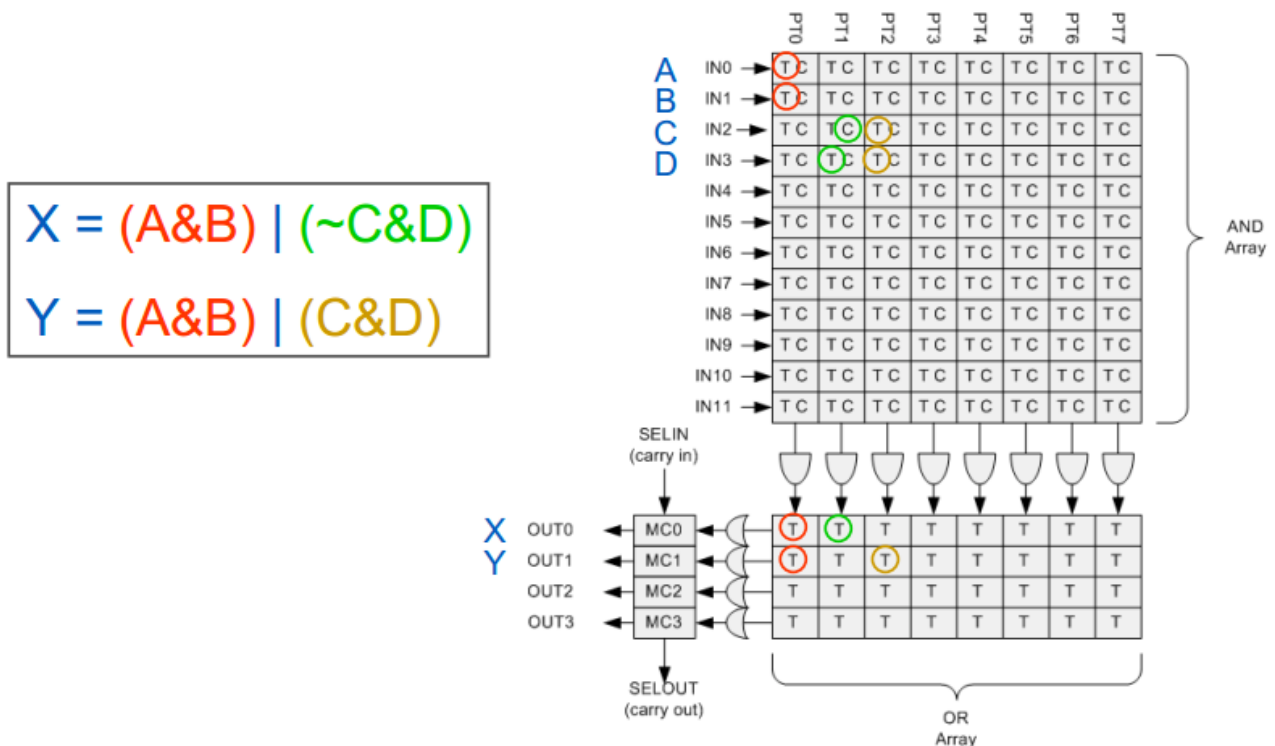 X = (A&B) | (~C&D)
Y = (A&B) | (C&D)
PT0 PT1 PT2 PT3 PT4 PT5 PT6 PT7
A IN0 T C T C T C T C T C T C T C T C
B IN1 T C T C T C T C T C T C T C T C
C IN2 T C T C T C T C T C T C T C T C
D IN3 T C T C T C T C T C T C T C T C
IN4 T C T C T C T C T C T C T C T C
IN5 T C T C T C T C T C T C T C T C
IN6 T C T C T C T C T C T C T C T C
IN7 T C T C T C T C T C T C T C T C
IN8 T C T C T C T C T C T C T C T C
IN9 T C T C T C T C T C T C T C T C
IN10 T C T C T C T C T C T C T C T C
IN11 T C T C T C T C T C T C T C T C
AND
Array
SELIN
(carry in)
X OUT0 MC0 T T T T T T T T
Y OUT1 MC1 T T T T T T T T
OUT2 MC2 T T T T T T T T
OUT3 MC3 T T T T T T T T
SELOUT
(carry out)
OR
Array